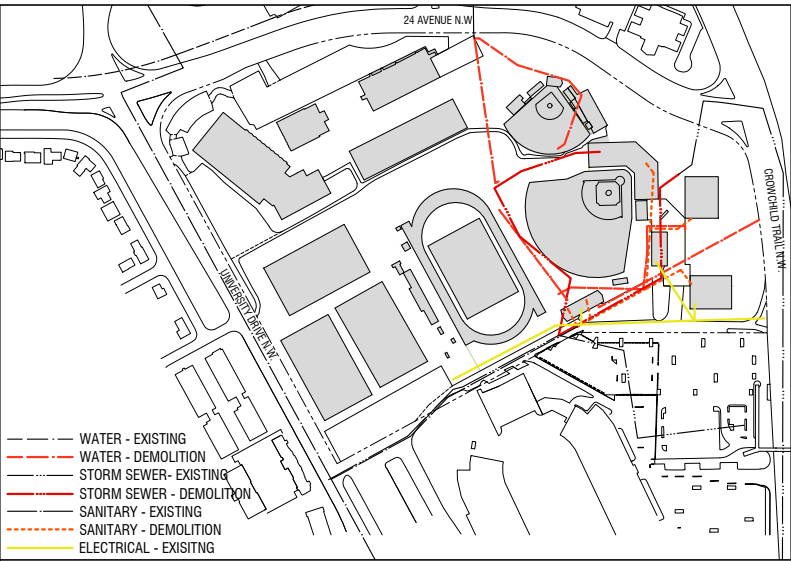 24 AVENUE N.W
CROWCHILD TRAIL N.W.
UNIVERSITY DRIVE N.W.
WATER - EXISTING
WATER - DEMOLITION
STORM SEWER- EXISTING
STORM SEWER - DEMOLITION
SANITARY - EXISTING
SANITARY - DEMOLITION
ELECTRICAL - EXISITNG